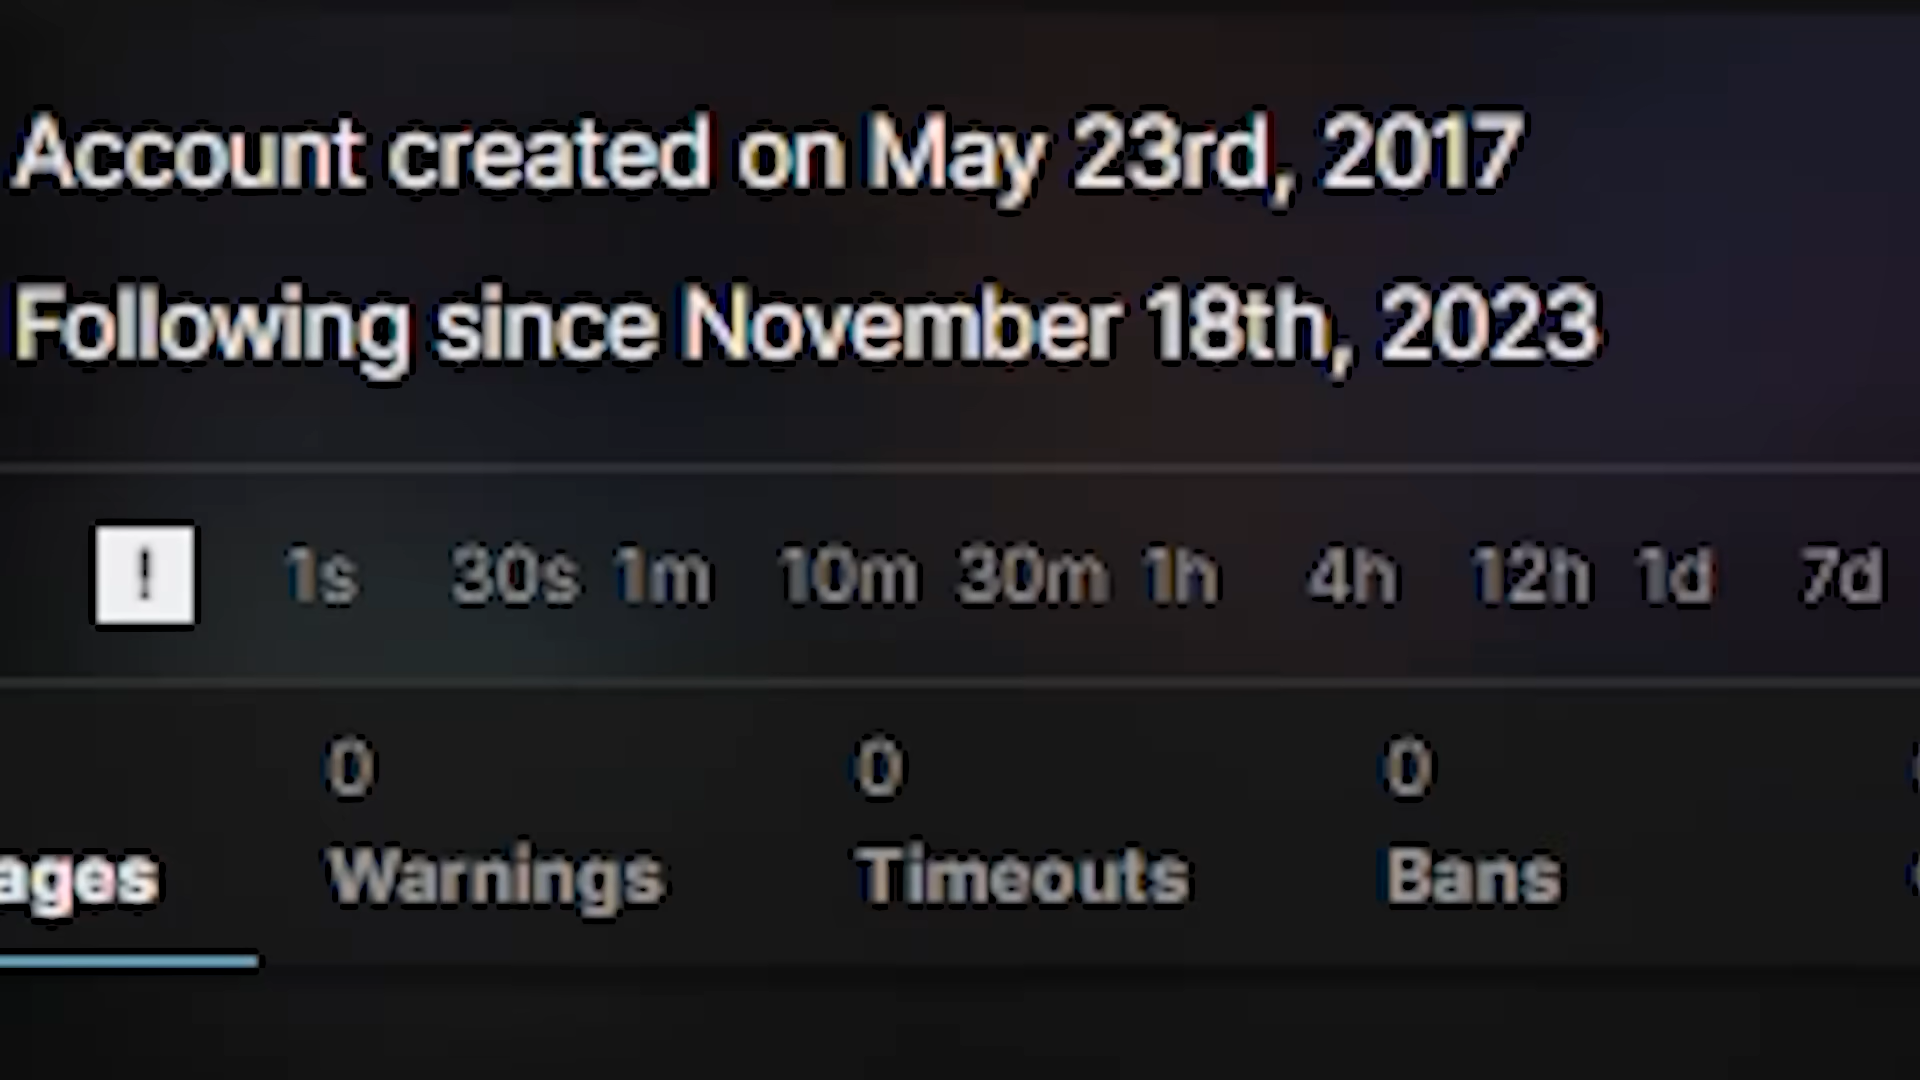 Account created on May 23rd, 2017
Following since November 18th, 2023
! 1s 30s 1m 10m 30m 1h 4h 12h 1d 7d
0 0 0
ages Warnings Timeouts Bans